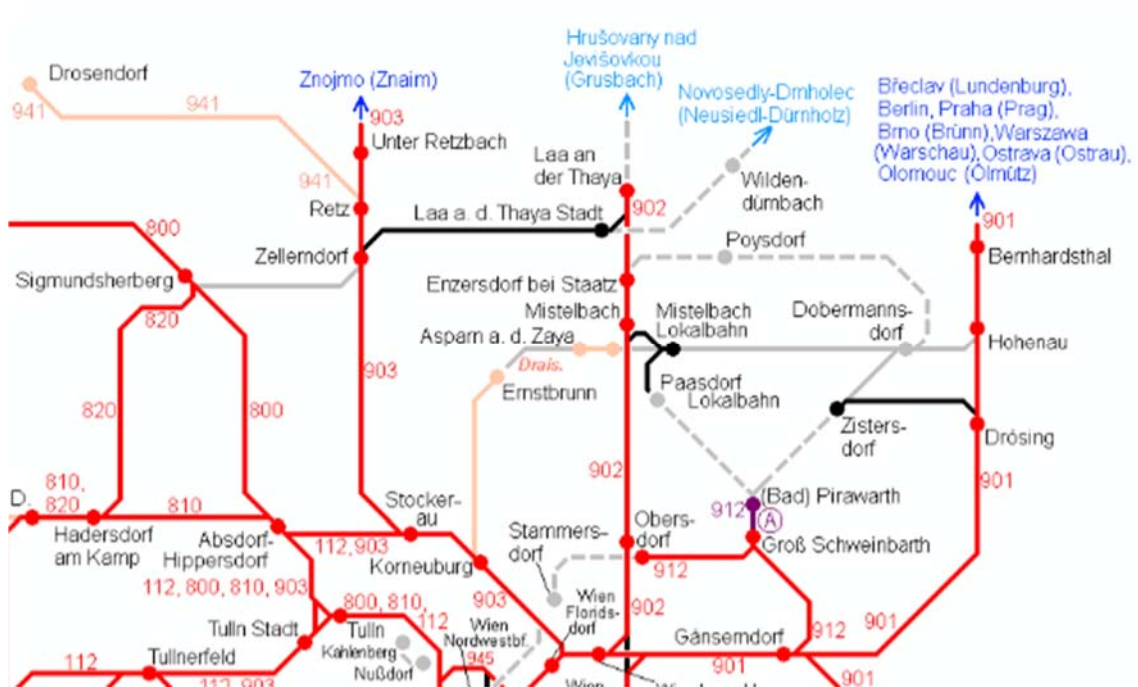 Hrušovany nad
Jevišovkou
(Grusbach)
Drosendorf
Znojmo (Znaim)
Novosedly-Drnholec
(Neusiedl-Dürnholz)
Břeclav (Lundenburg),
Berlin, Praha (Prag),
Brno (Brünn),Warszawa
(Warschau), Ostrava (Ostrau),
Olomouc (Olmütz)
941
941
903
Unter Retzbach
Laa an
der Thaya
941
Wilden-
dürnbach
Retz
Laa a. d. Thaya Stadt
902
901
800
Poysdorf
Zellerndorf
Bernhardsthal
Sigmundsherberg
Enzersdorf bei Staatz
820
Mistelbach
Mistelbach
Lokalbahn
Dobermanns-
dorf
Asparn a. d. Zaya
Hohenau
Drais.
903
Ernstbrunn
Paasdorf
Lokalbahn
820
800
Zisters-
dorf
Drösing
902
901
810,
820
D.
810
Stocker-
au
(Bad) Pirawarth
912
A
Hadersdorf
am Kamp
Absdorf-
Hippersdorf
112,903
Stammers-
dorf
Obers-
dorf
Groß Schweinbarth
Korneuburg
912
112, 800, 810, 903
903
Wien
Florids-
dorf
902
800, 810,
112
Tulln Stadt
Tulln
Wien
Nordwestbf.
Gänserndorf
912
901
Kahlenberg
Nußdorf
945
901
Tullnerfeld
112
112,903
Wien
901